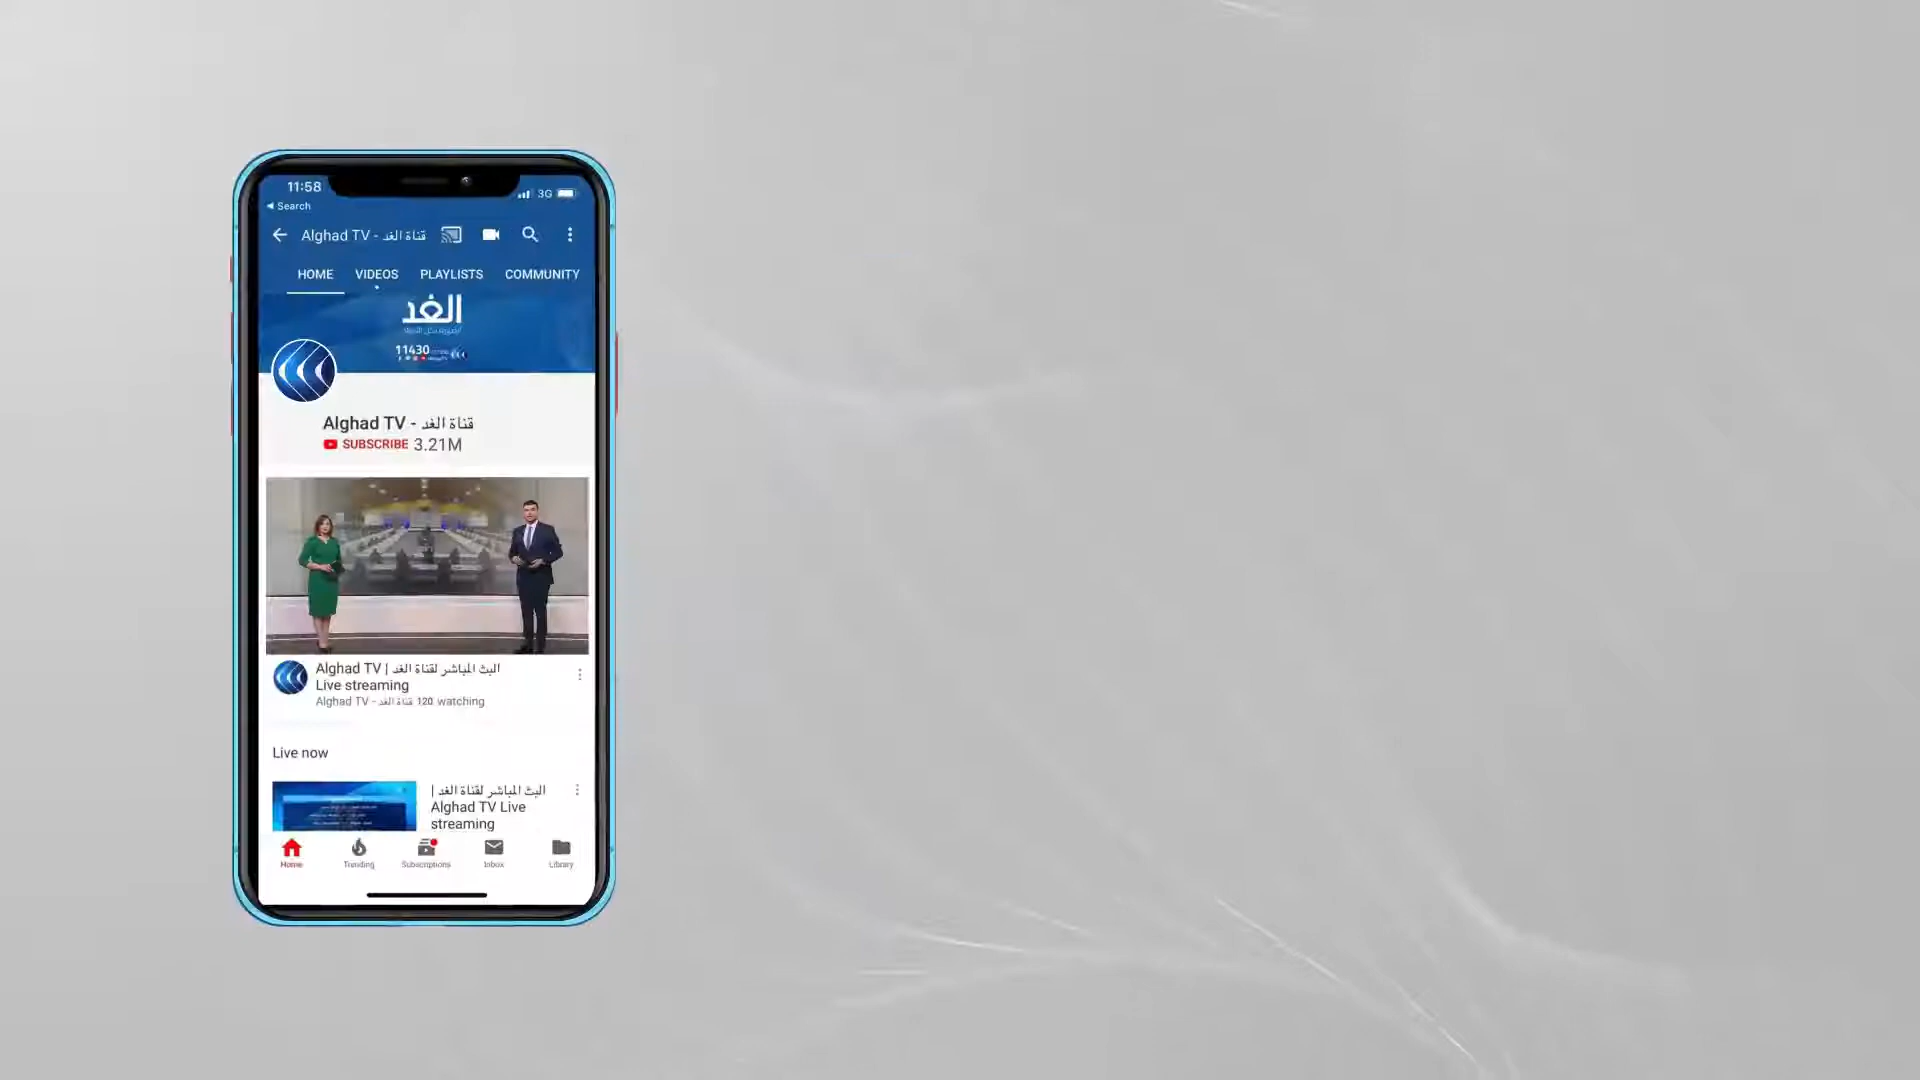 11:58
3G
Search
Alghad TV - قناة الغد
HOME
VIDEOS
PLAYLISTS
COMMUNITY
الغد
11430
Alghad TV - قناة الغد
SUBSCRIBE 3.21M
Alghad TV | البث المباشر لقناة الغد
Live streaming
Alghad TV - قناة الغد 120 watching
Live now
البث المباشر لقناة الغد |
Alghad TV Live
streaming
Home
Trending
Subscriptions
Inbox
Library